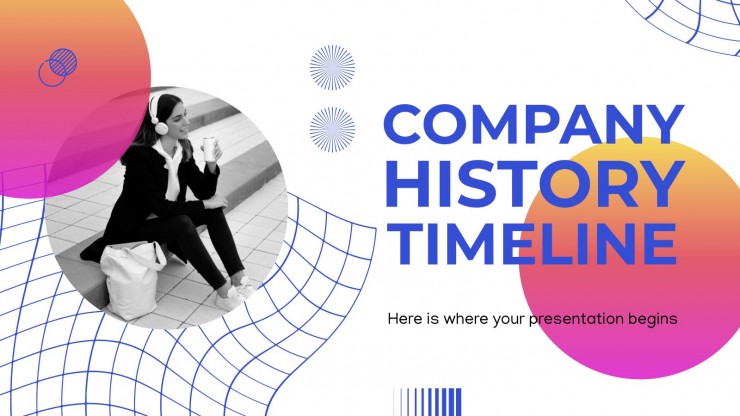 COMPANY
HISTORY
TIMELINE
Here is where your presentation begins